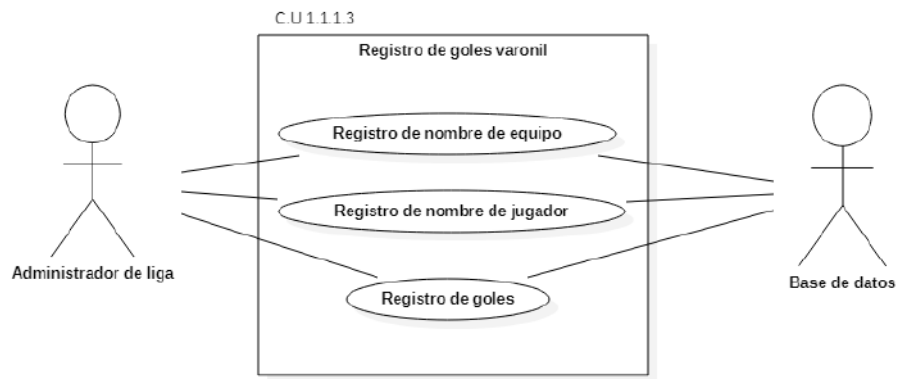 C.U 1.1.1.3
Registro de goles varonil
Registro de nombre de equipo
Registro de nombre de jugador
Administrador de liga
Base de datos
Registro de goles